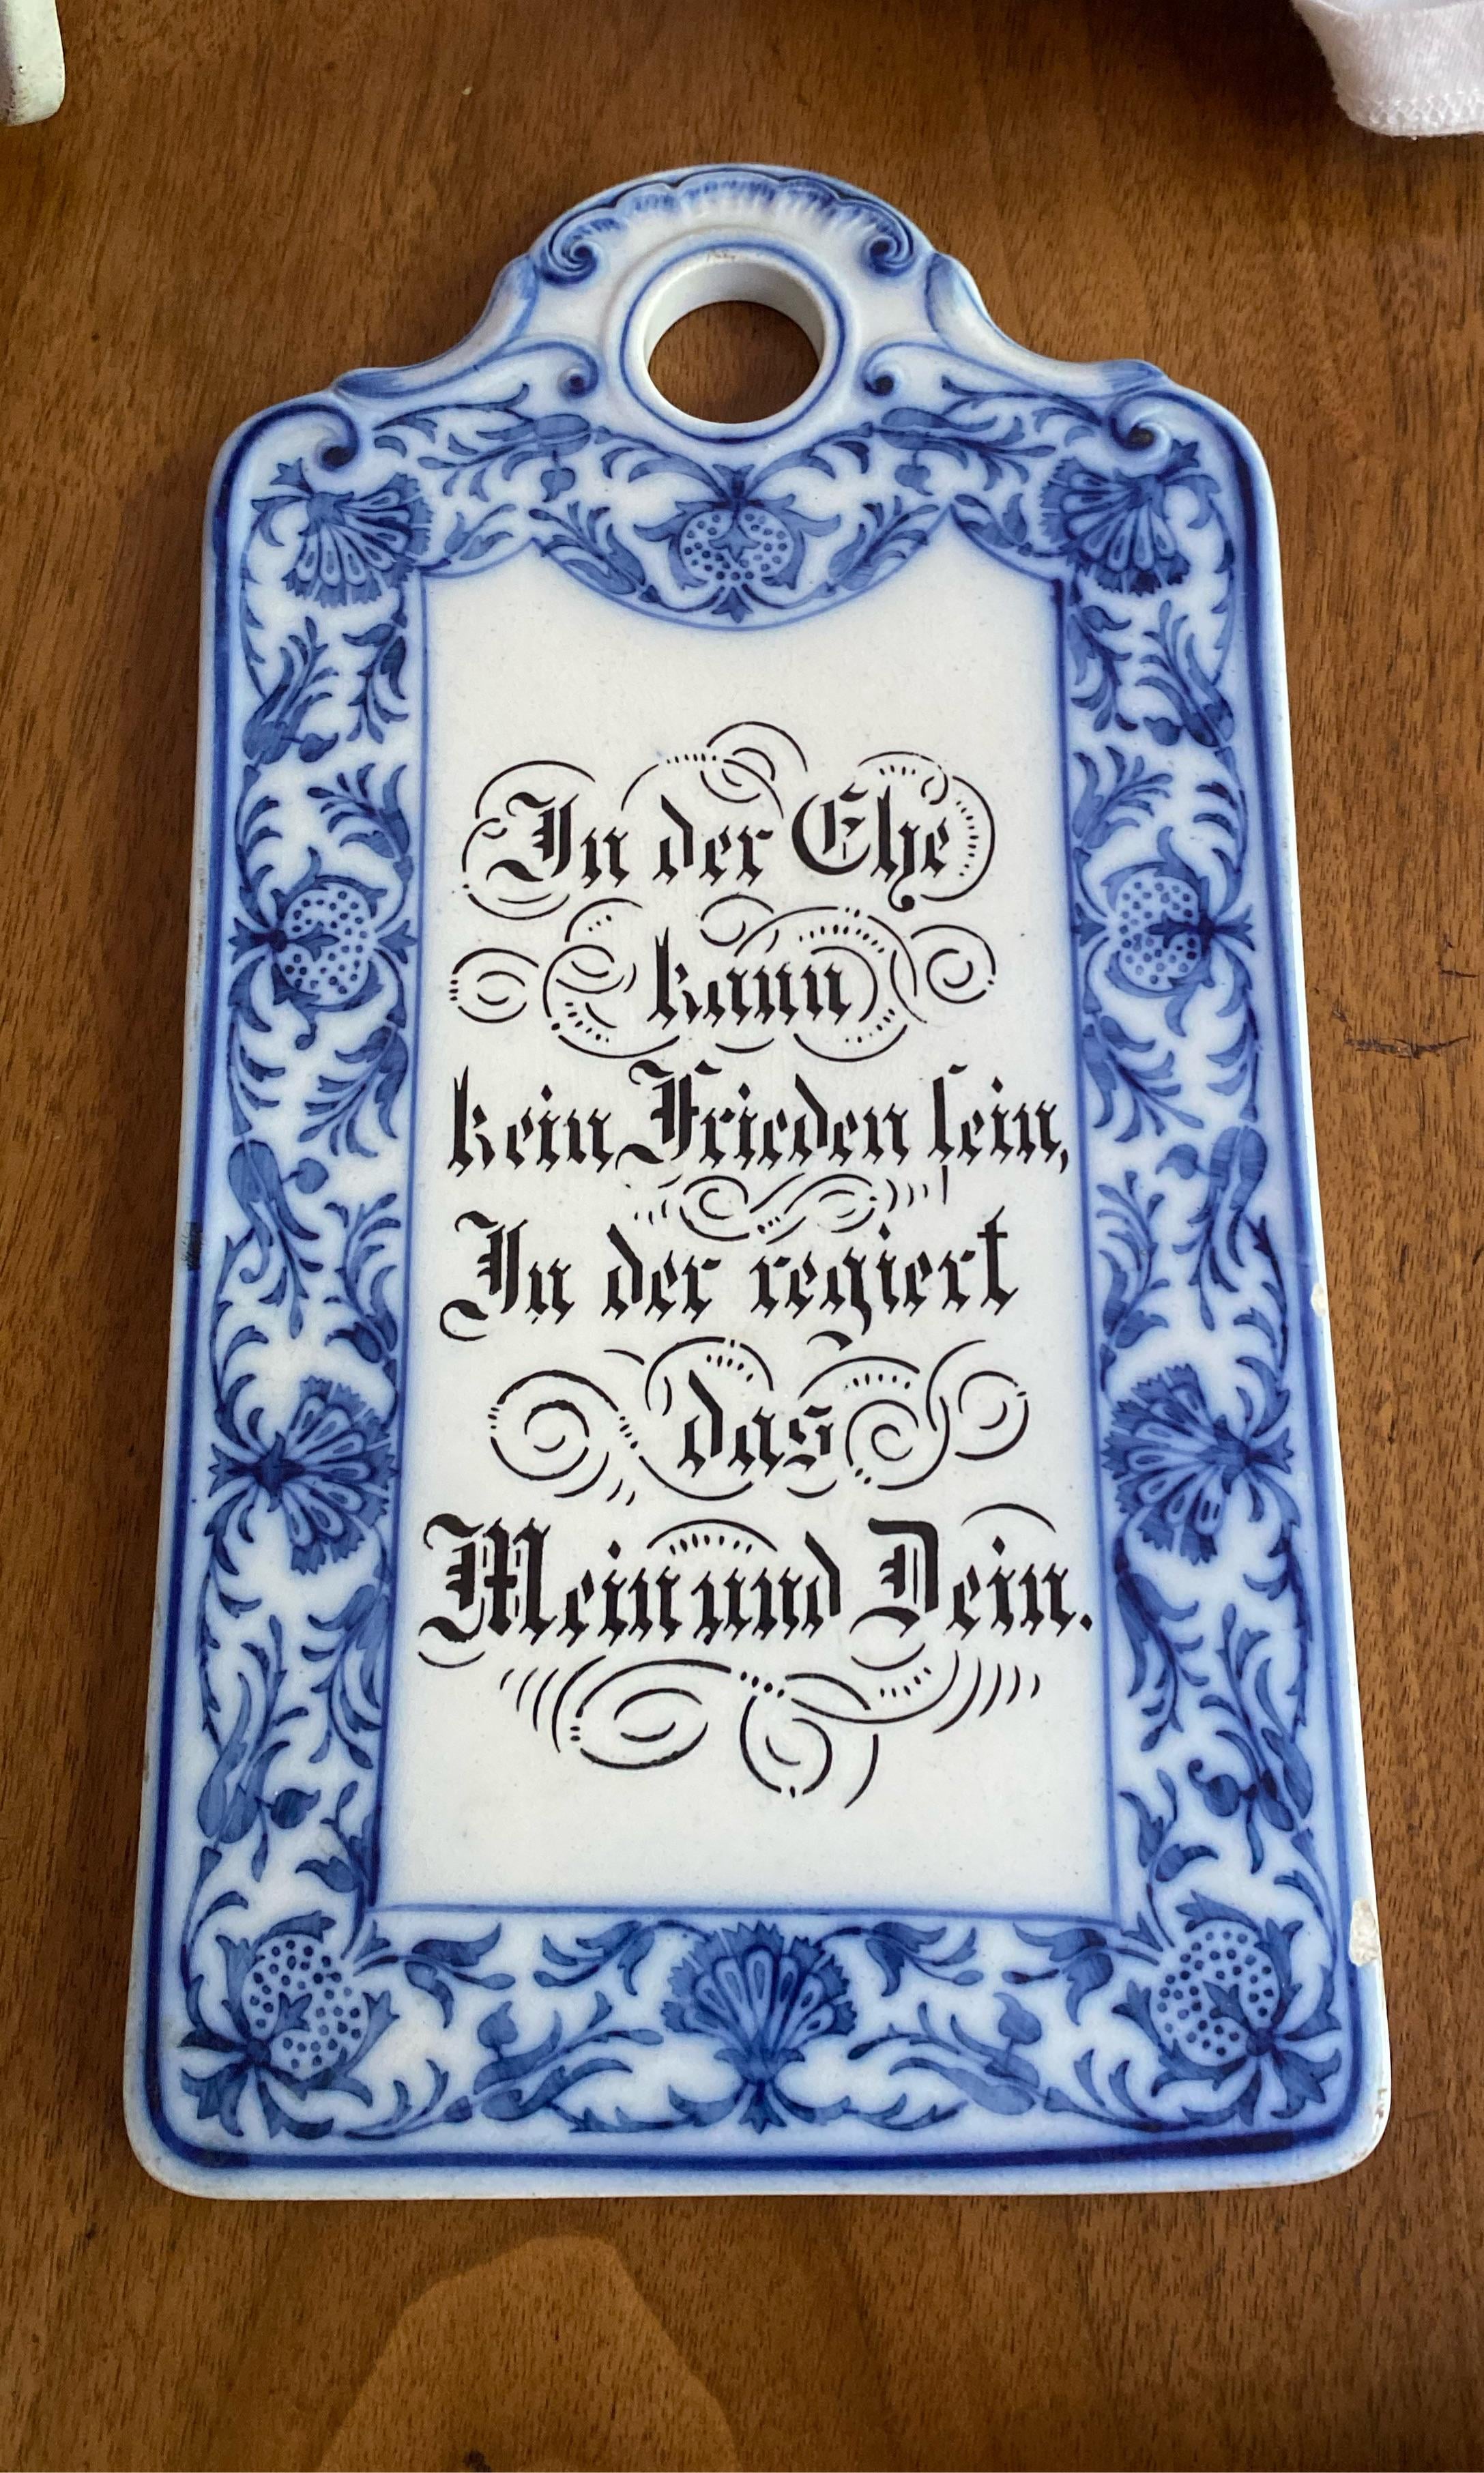 In der Ehe
kann
kein Frieden sein,
In der regiert
das
Mein und Dein.